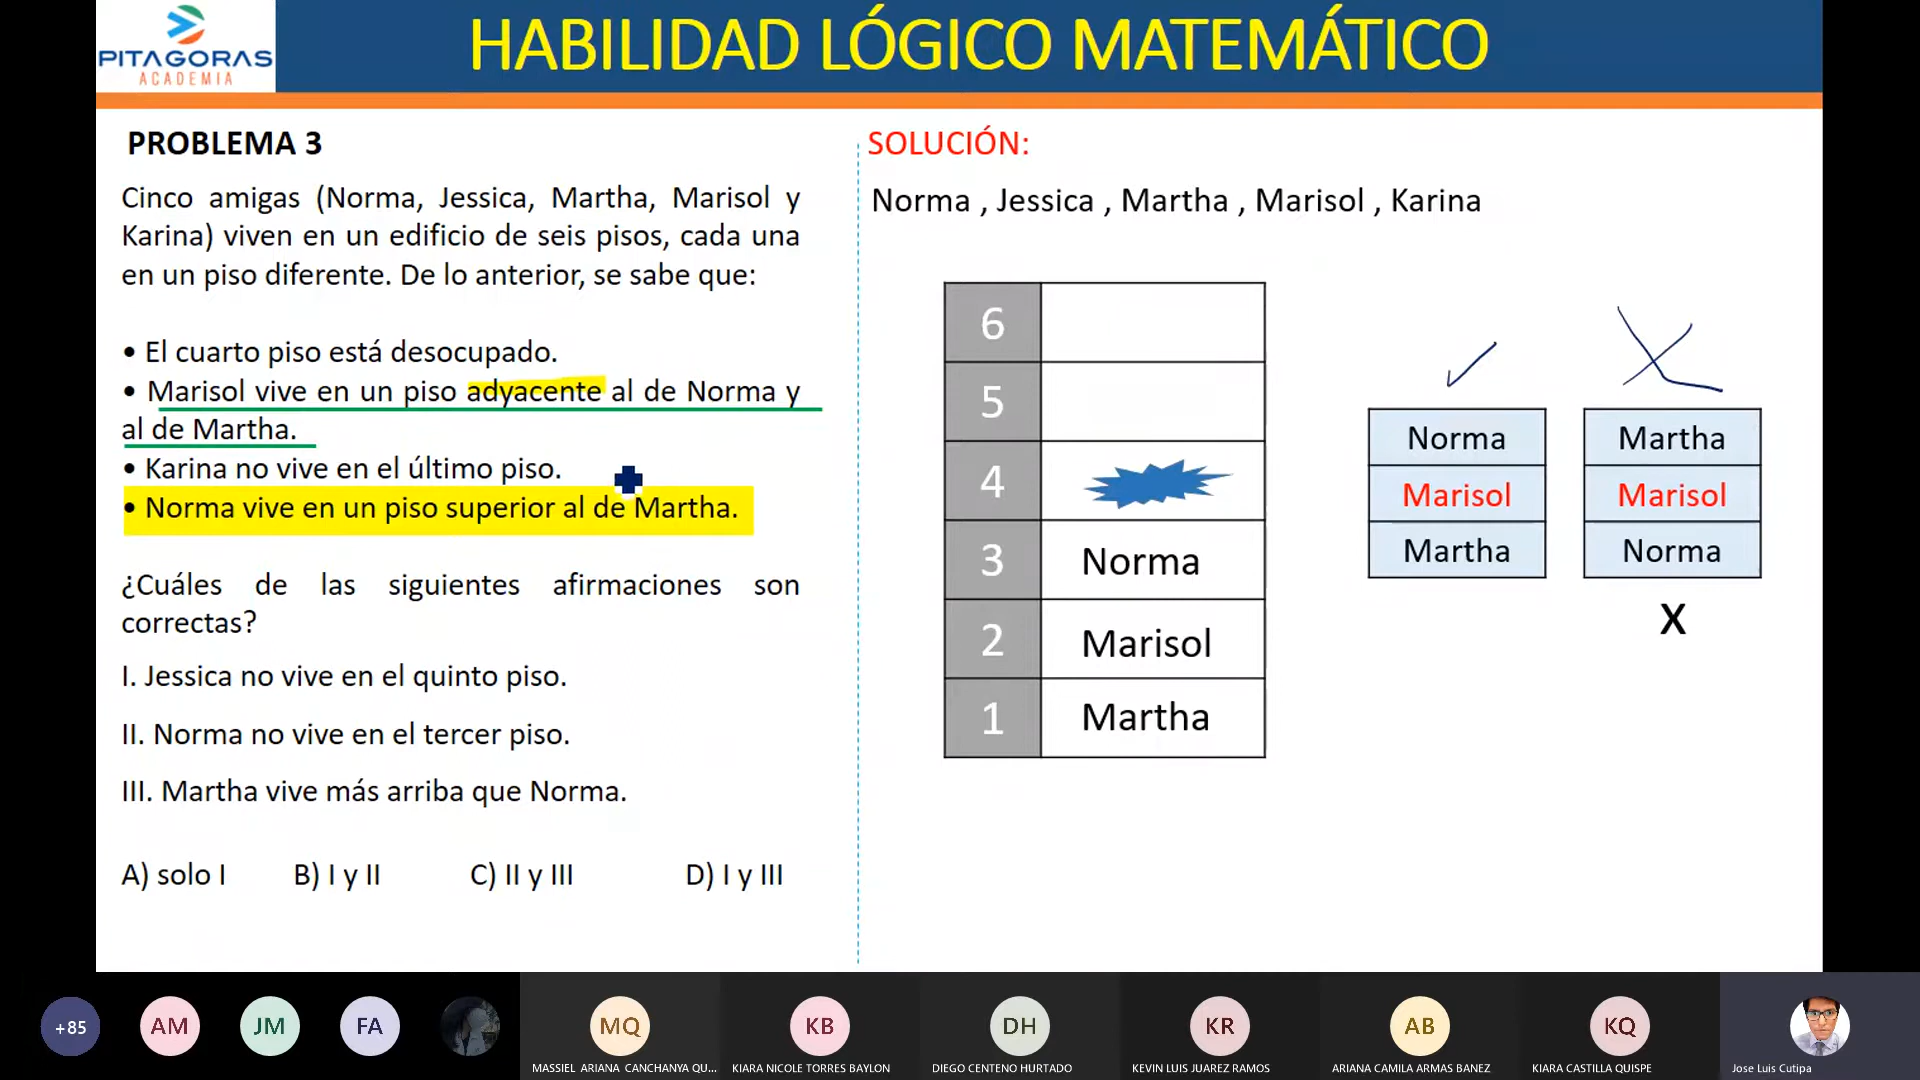 PITAGORAS
ACADEMIA
HABILIDAD LÓGICO MATEMÁTICO
PROBLEMA 3
Cinco amigas (Norma, Jessica, Martha, Marisol y
Karina) viven en un edificio de seis pisos, cada una
en un piso diferente. De lo anterior, se sabe que:
• El cuarto piso está desocupado.
• Marisol vive en un piso adyacente al de Norma y
al de Martha.
• Karina no vive en el último piso.
• Norma vive en un piso superior al de Martha.
¿Cuáles de las siguientes afirmaciones son
correctas?
I. Jessica no vive en el quinto piso.
II. Norma no vive en el tercer piso.
III. Martha vive más arriba que Norma.
A) solo I B) I y II C) II y III D) I y III
SOLUCIÓN:
Norma , Jessica , Martha , Marisol , Karina
6
5
4
3 Norma
2 Marisol
1 Martha
Norma
Marisol
Martha
Martha
Marisol
Norma
X
+85
AM
JM
FA
MQ
MASSIEL ARIANA CANCHANYA QU...
KB
KIARA NICOLE TORRES BAYLON
DH
DIEGO CENTENO HURTADO
KR
KEVIN LUIS JUAREZ RAMOS
AB
ARIANA CAMILA ARMAS BANEZ
KQ
KIARA CASTILLA QUISPE
Jose Luis Cutipa